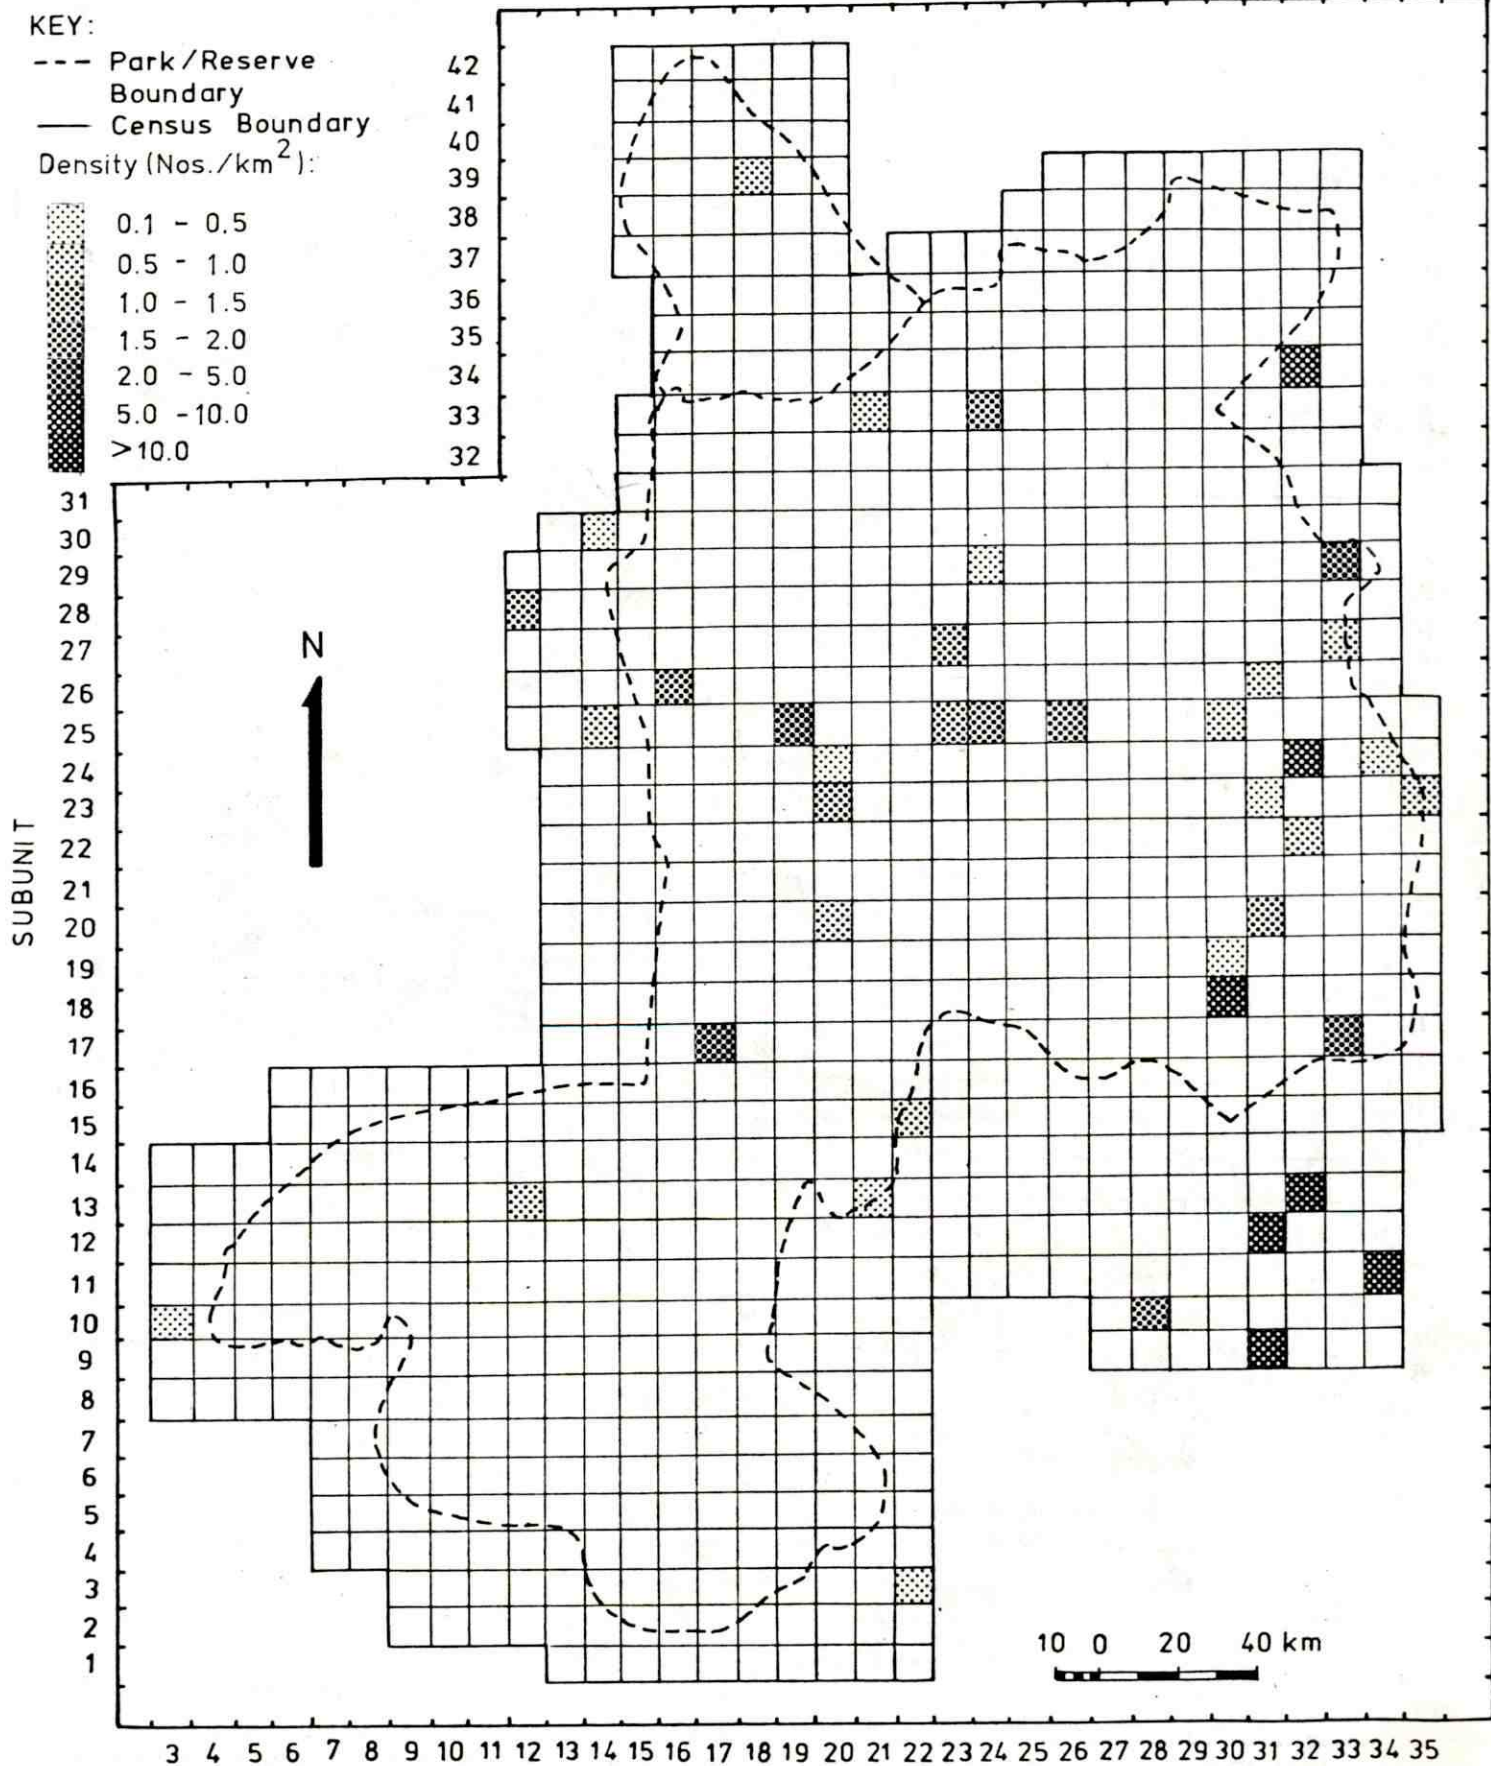 KEY:
--- Park/Reserve
Boundary
— Census Boundary
Density (Nos./km²):
0.1 - 0.5
0.5 - 1.0
1.0 - 1.5
1.5 - 2.0
2.0 - 5.0
5.0 - 10.0
>10.0
42
41
40
39
38
37
36
35
34
33
32
31
30
29
28
27
26
25
24
23
22
21
20
19
18
17
16
15
14
13
12
11
10
9
8
7
6
5
4
3
2
1
SUBUNIT
N
10 0 20 40 km
3 4 5 6 7 8 9 10 11 12 13 14 15 16 17 18 19 20 21 22 23 24 25 26 27 28 29 30 31 32 33 34 35